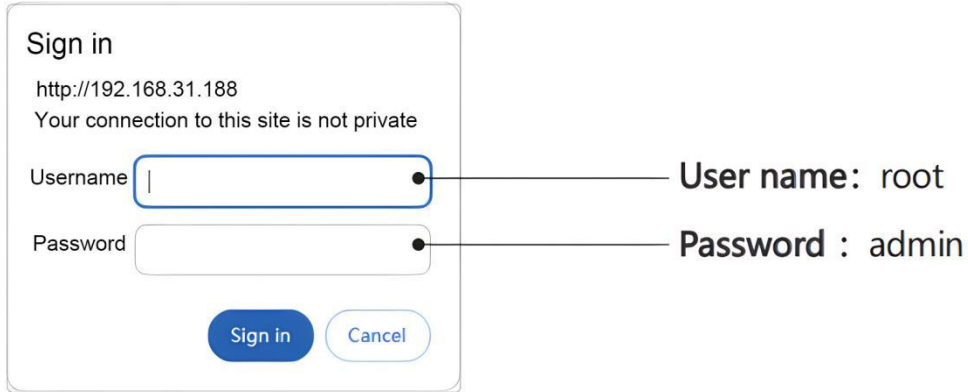 Sign in
http://192.168.31.188
Your connection to this site is not private
Username
User name： root
Password
Password ： admin
Sign in
Cancel